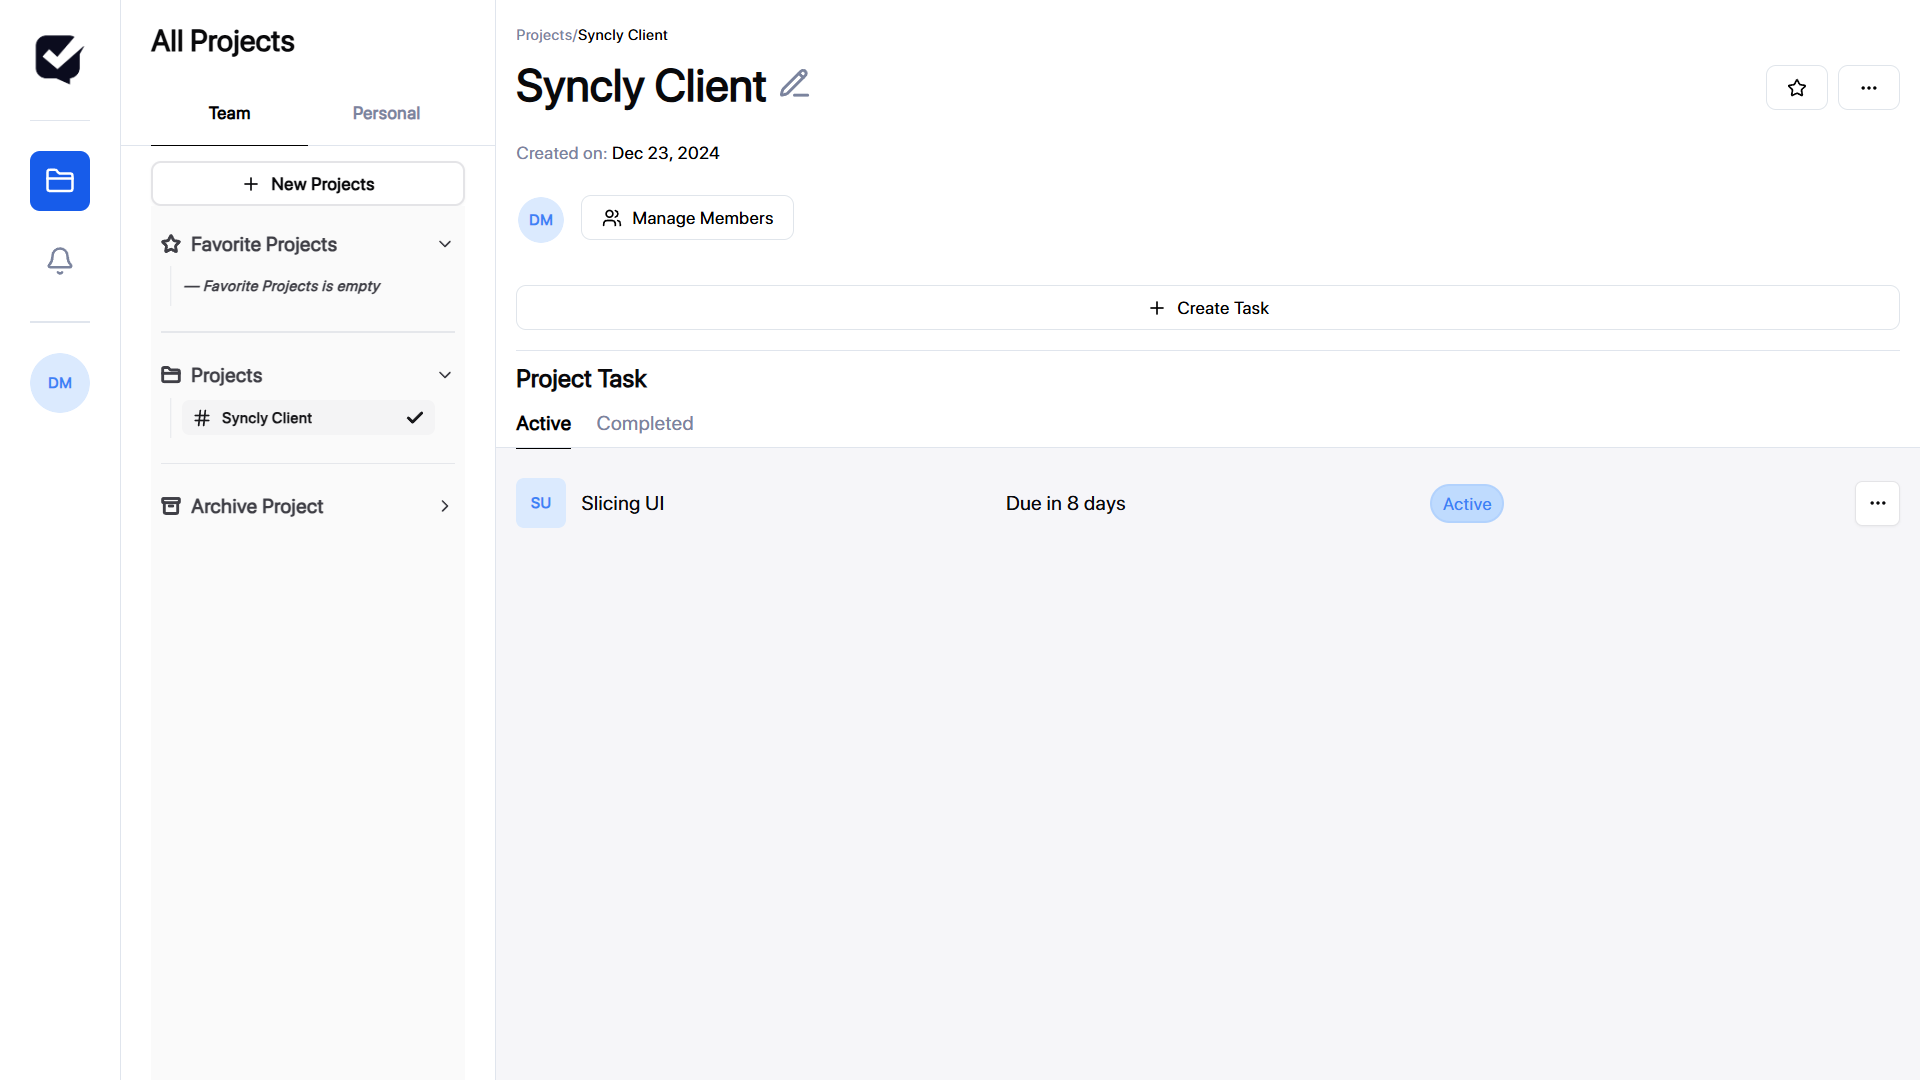 All Projects
Team
Personal
New Projects
Favorite Projects
— Favorite Projects is empty
Projects
# Syncly Client
Archive Project
DM
Projects/Syncly Client
Syncly Client
Created on: Dec 23, 2024
DM
Manage Members
Create Task
Project Task
Active
Completed
SU
Slicing UI
Due in 8 days
Active